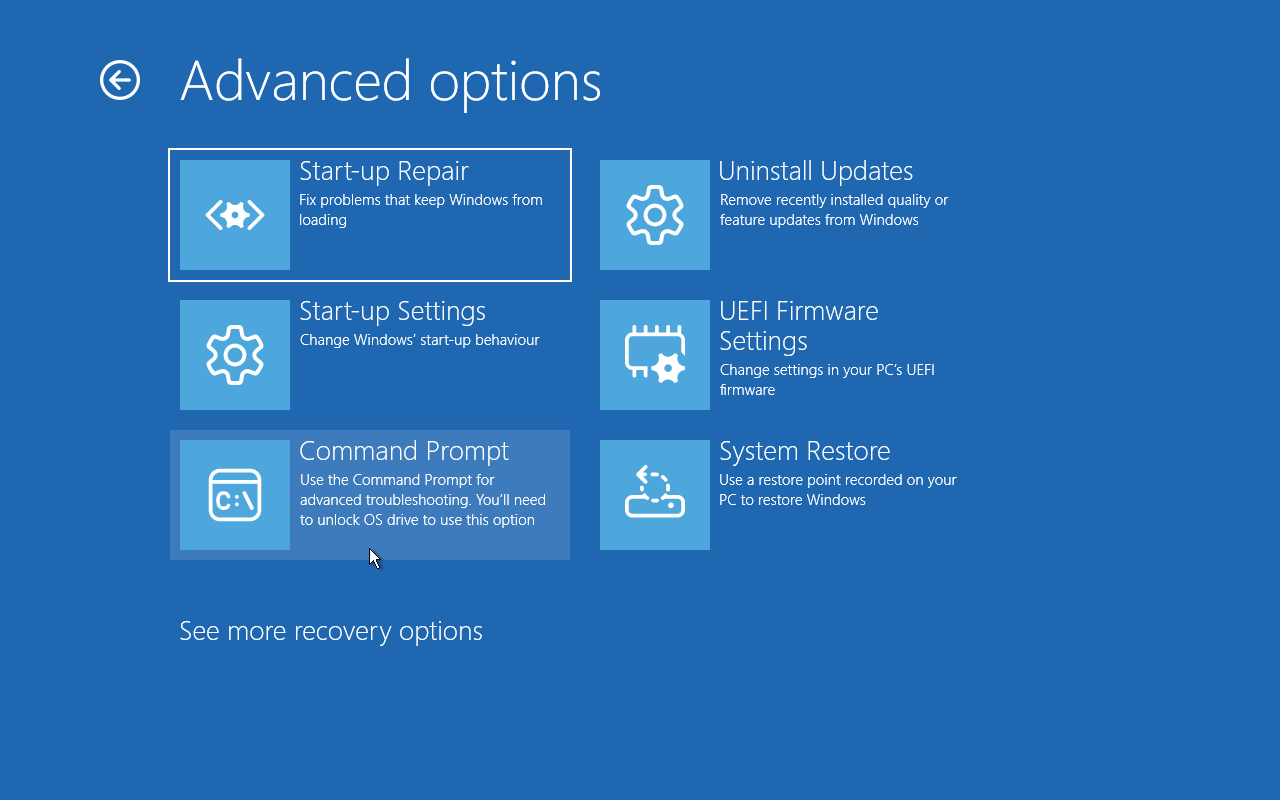 Advanced options
Start-up Repair
Fix problems that keep Windows from
loading
Uninstall Updates
Remove recently installed quality or
feature updates from Windows
Start-up Settings
Change Windows’ start-up behaviour
UEFI Firmware
Settings
Change settings in your PC’s UEFI
firmware
C:\
Command Prompt
Use the Command Prompt for
advanced troubleshooting. You’ll need
to unlock OS drive to use this option
System Restore
Use a restore point recorded on your
PC to restore Windows
See more recovery options